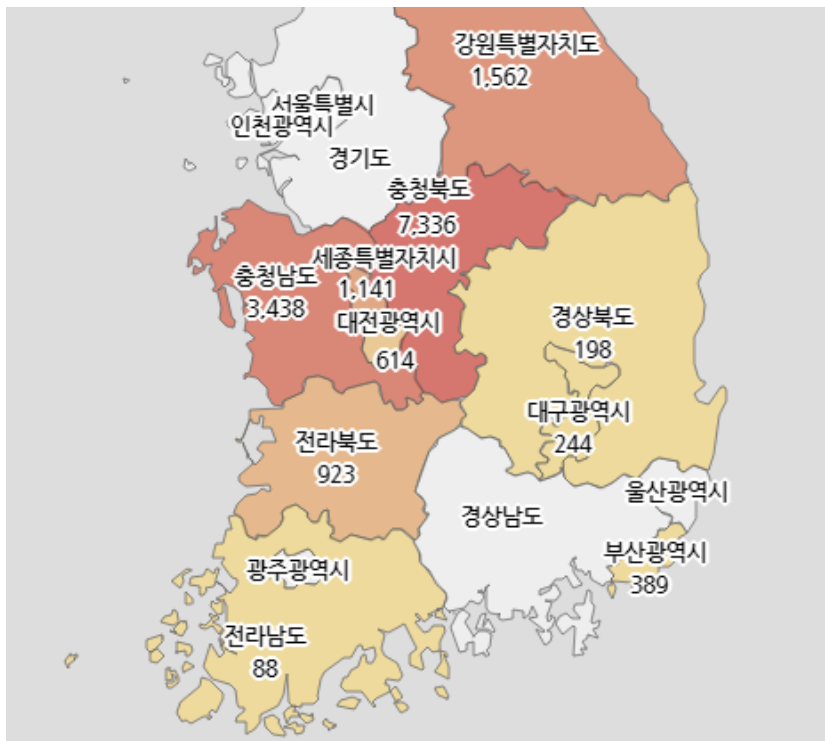 강원특별자치도
1,562
서울특별시
인천광역시
경기도
충청북도
7,336
세종특별자치시
1,141
충청남도
3,438
대전광역시
614
경상북도
198
대구광역시
244
전라북도
923
울산광역시
경상남도
부산광역시
389
광주광역시
전라남도
88